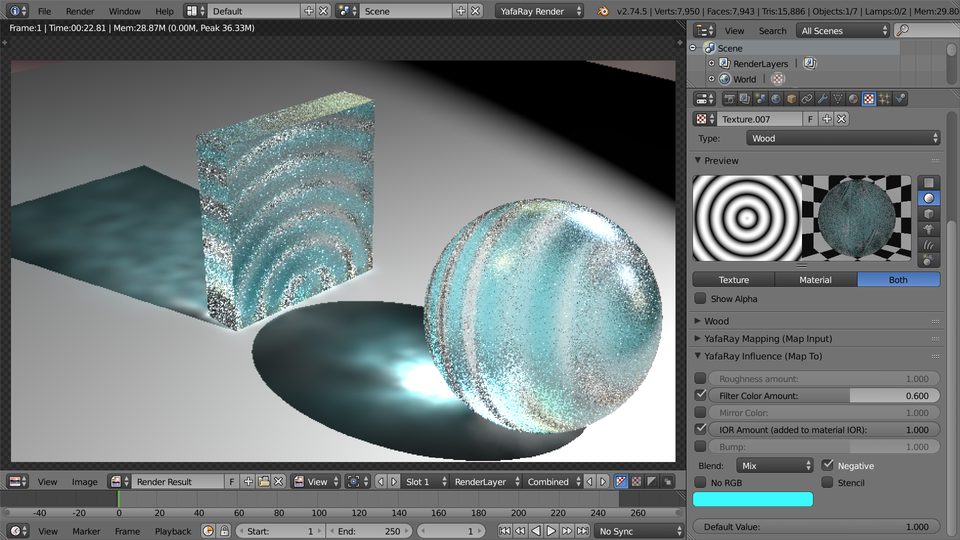 File Render Window Help Default Scene YafaRay Render v2.74.5 | Verts:7,950 | Faces:7,943 | Tris:15,886 | Objects:1/7 | Lamps:0/2 | Mem:29.80
Frame:1 | Time:00:22.81 | Mem:28.87M (0.00M, Peak 36.33M)
View Search All Scenes
Scene
RenderLayers
World
Texture.007 F
Type: Wood
Preview
Texture Material Both
Show Alpha
Wood
YafaRay Mapping (Map Input)
YafaRay Influence (Map To)
Roughness amount: 1.000
Filter Color Amount: 0.600
Mirror Color: 1.000
IOR Amount (added to material IOR): 1.000
Bump: 1.000
Blend: Mix Negative
No RGB Stencil
Default Value: 1.000
View Image Render Result F View Slot 1 RenderLayer Combined
-40 -20 0 20 40 60 80 100 120 140 160 180 200 220 240 260
View Marker Frame Playback Start: 1 End: 250 1 No Sync